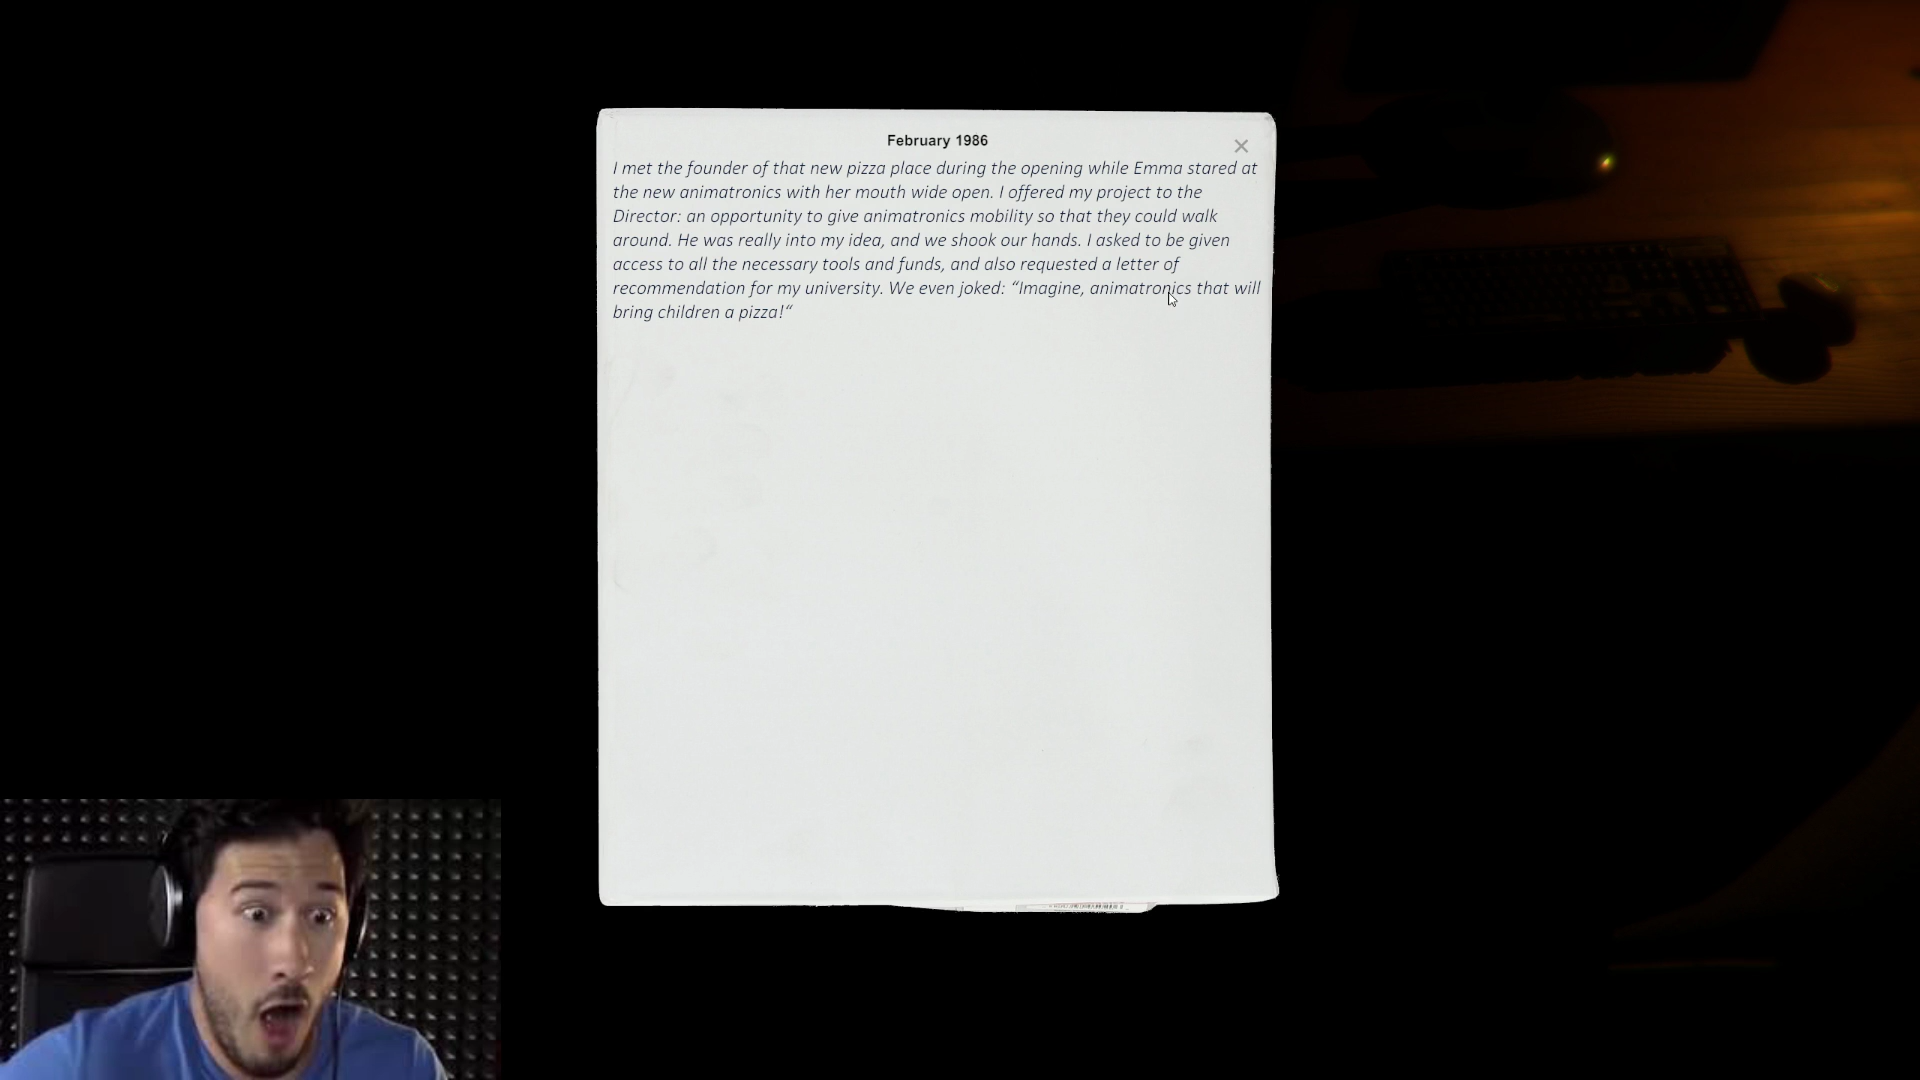 February 1986
I met the founder of that new pizza place during the opening while Emma stared at
the new animatronics with her mouth wide open. I offered my project to the
Director: an opportunity to give animatronics mobility so that they could walk
around. He was really into my idea, and we shook our hands. I asked to be given
access to all the necessary tools and funds, and also requested a letter of
recommendation for my university. We even joked: “Imagine, animatronics that will
bring children a pizza!“